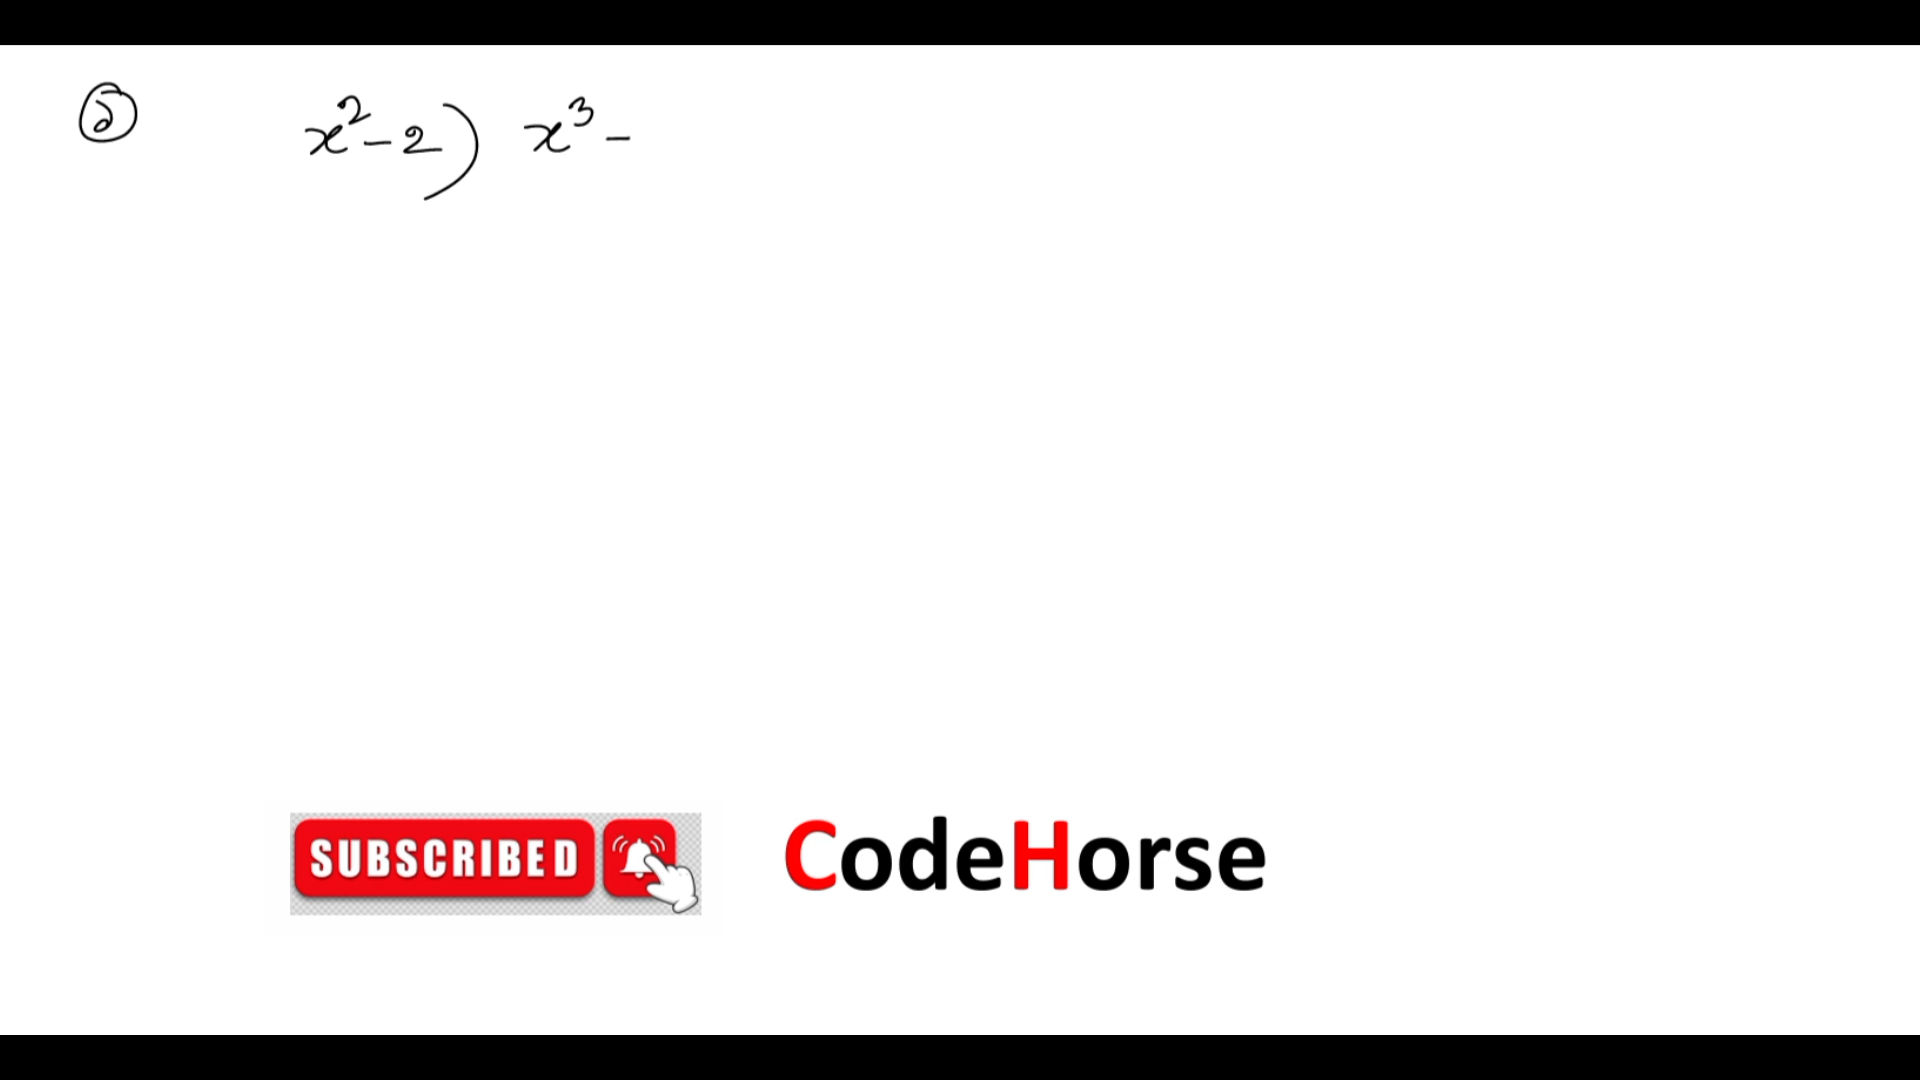 x² - 2) x³ -
SUBSCRIBED
CodeHorse